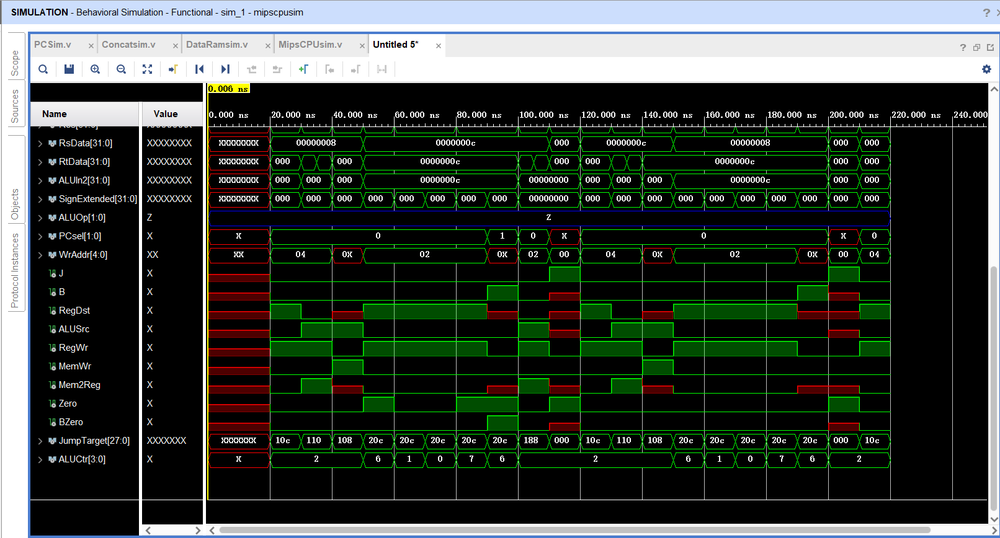 SIMULATION - Behavioral Simulation - Functional - sim_1 - mipscpusim
?
Scope
Sources
Objects
Protocol Instances
PCSim.v × Concatsim.v × DataRamsim.v × MipsCPUsim.v × Untitled 5* ×
?
0.006 ns
Name Value
0.000 ns 20.000 ns 40.000 ns 60.000 ns 80.000 ns 100.000 ns 120.000 ns 140.000 ns 160.000 ns 180.000 ns 200.000 ns 220.000 ns 240.000
RsData[31:0] XXXXXXXX XXXXXXXX 00000008 0000000c 000 0000000c 00000008 000 000
RtData[31:0] XXXXXXXX XXXXXXXX 000 000 0000000c 000 000 0000000c 000 000
ALUIn2[31:0] XXXXXXXX XXXXXXXX 000 000 000 0000000c 00000000 000 000 000 0000000c 000 000
SignExtended[31:0] XXXXXXXX XXXXXXXX 000 000 000 000 000 000 000 000 00000000 000 000 000 000 000 000 000 000 000 000
ALUOp[1:0] Z Z
PCsel[1:0] X X 0 1 0 X 0 X 0
WrAddr[4:0] XX XX 04 0X 02 0X 02 00 04 0X 02 0X 00 04
J X
B X
RegDst X
ALUSrc X
RegWr X
MemWr X
Mem2Reg X
Zero X
BZero X
JumpTarget[27:0] XXXXXXX XXXXXXX 10c 110 108 20c 20c 20c 20c 20c 188 000 10c 110 108 20c 20c 20c 20c 20c 000 10c
ALUCtr[3:0] X X 2 6 1 0 7 6 2 6 1 0 7 6 2